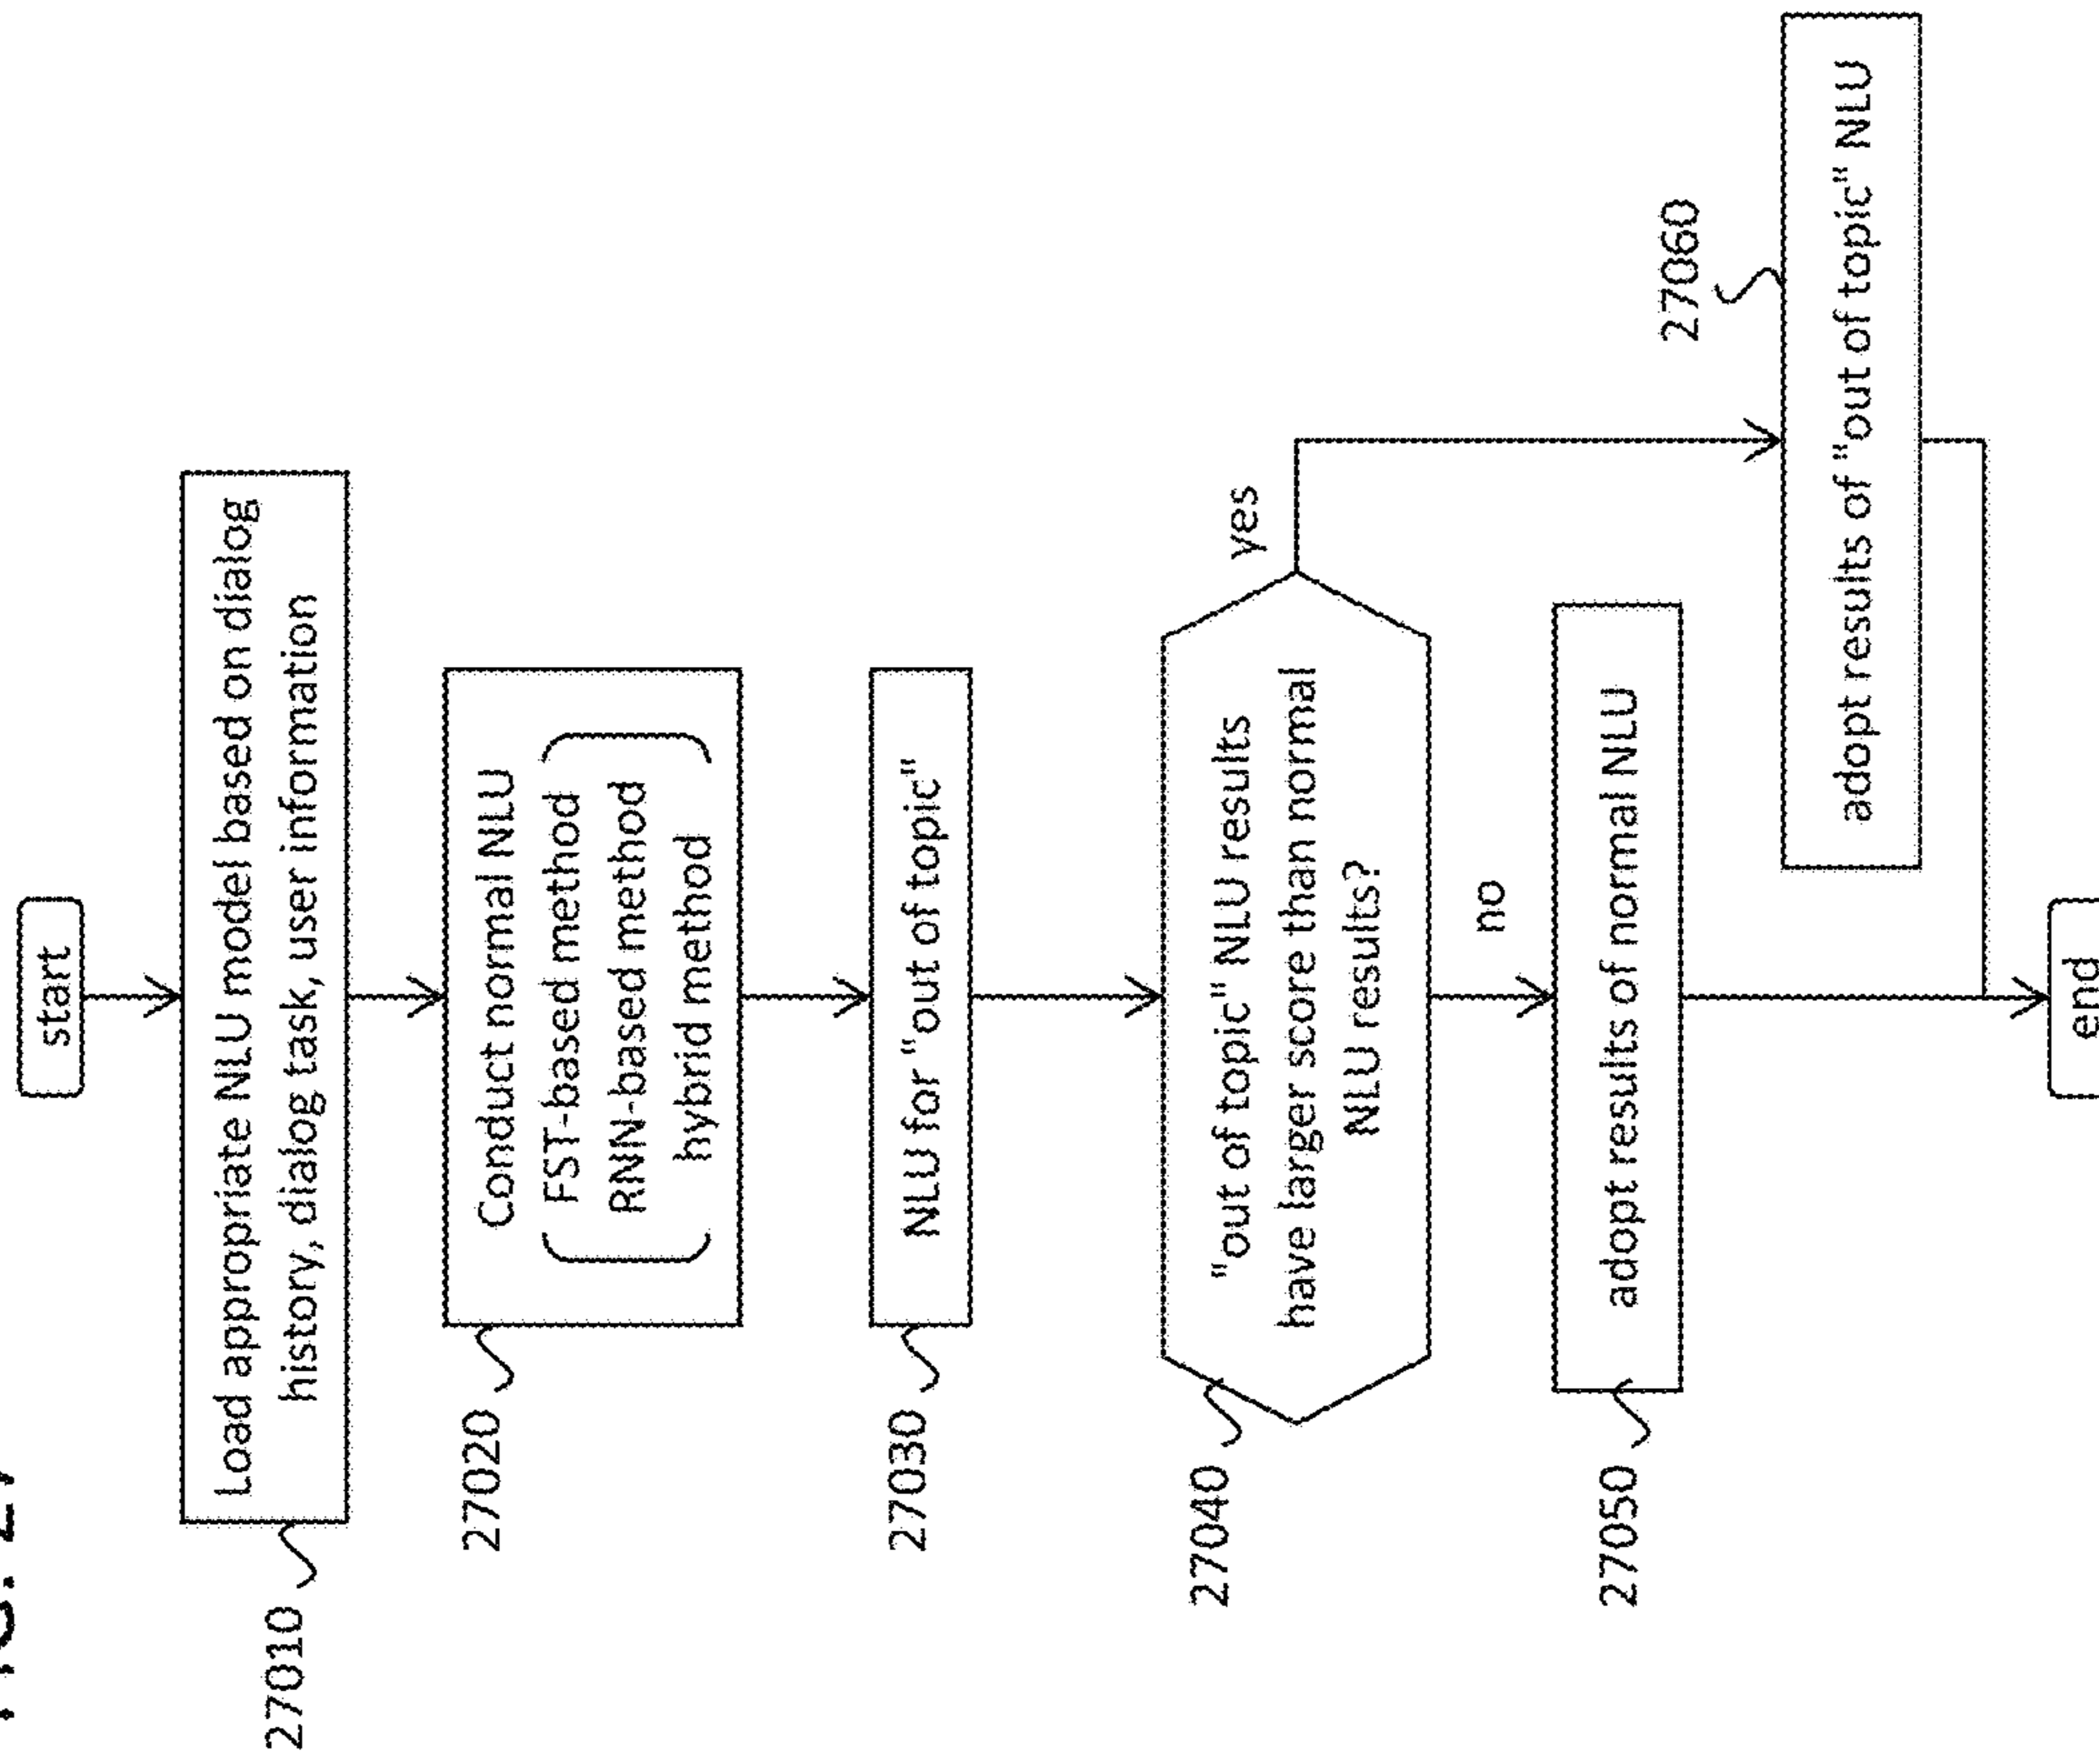 start
Load appropriate NLU model based on dialog
history, dialog task, user information
27010
Conduct normal NLU
FST-based method
RNN-based method
hybrid method
27020
NLU for "out of topic"
27030
"out of topic" NLU results
have larger score than normal
NLU results?
27040
yes
no
adopt results of normal NLU
27050
27060
adopt results of "out of topic" NLU
end